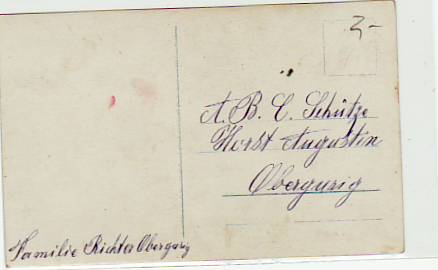 3-
A. B. C. Schütze
Horst Augustin
Obergurig
Familie Richter Obergurig